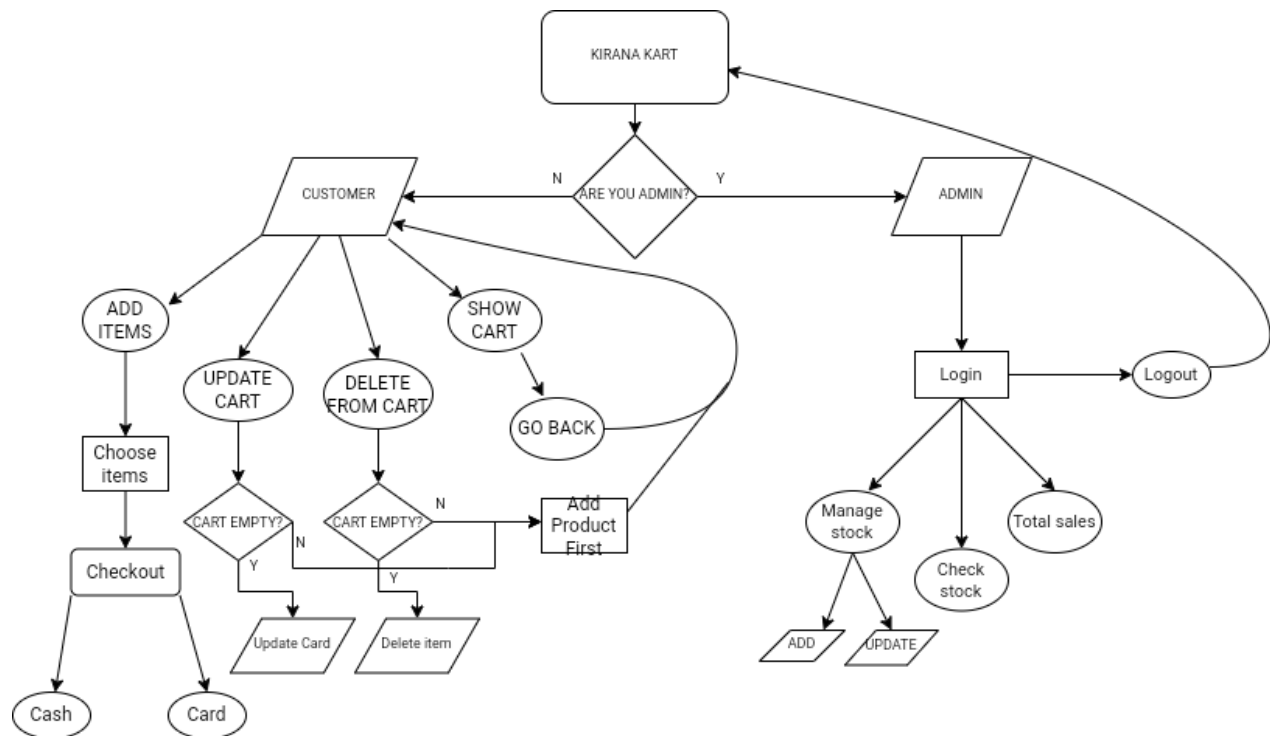 KIRANA KART
N
Y
CUSTOMER
ARE YOU ADMIN?
ADMIN
ADD
ITEMS
SHOW
CART
UPDATE
CART
DELETE
FROM CART
GO BACK
Login
Logout
Choose
items
CART EMPTY?
N
CART EMPTY?
N
Add
Product
First
Manage
stock
Total sales
Y
Y
Checkout
Check
stock
Update Card
Delete item
ADD
UPDATE
Cash
Card